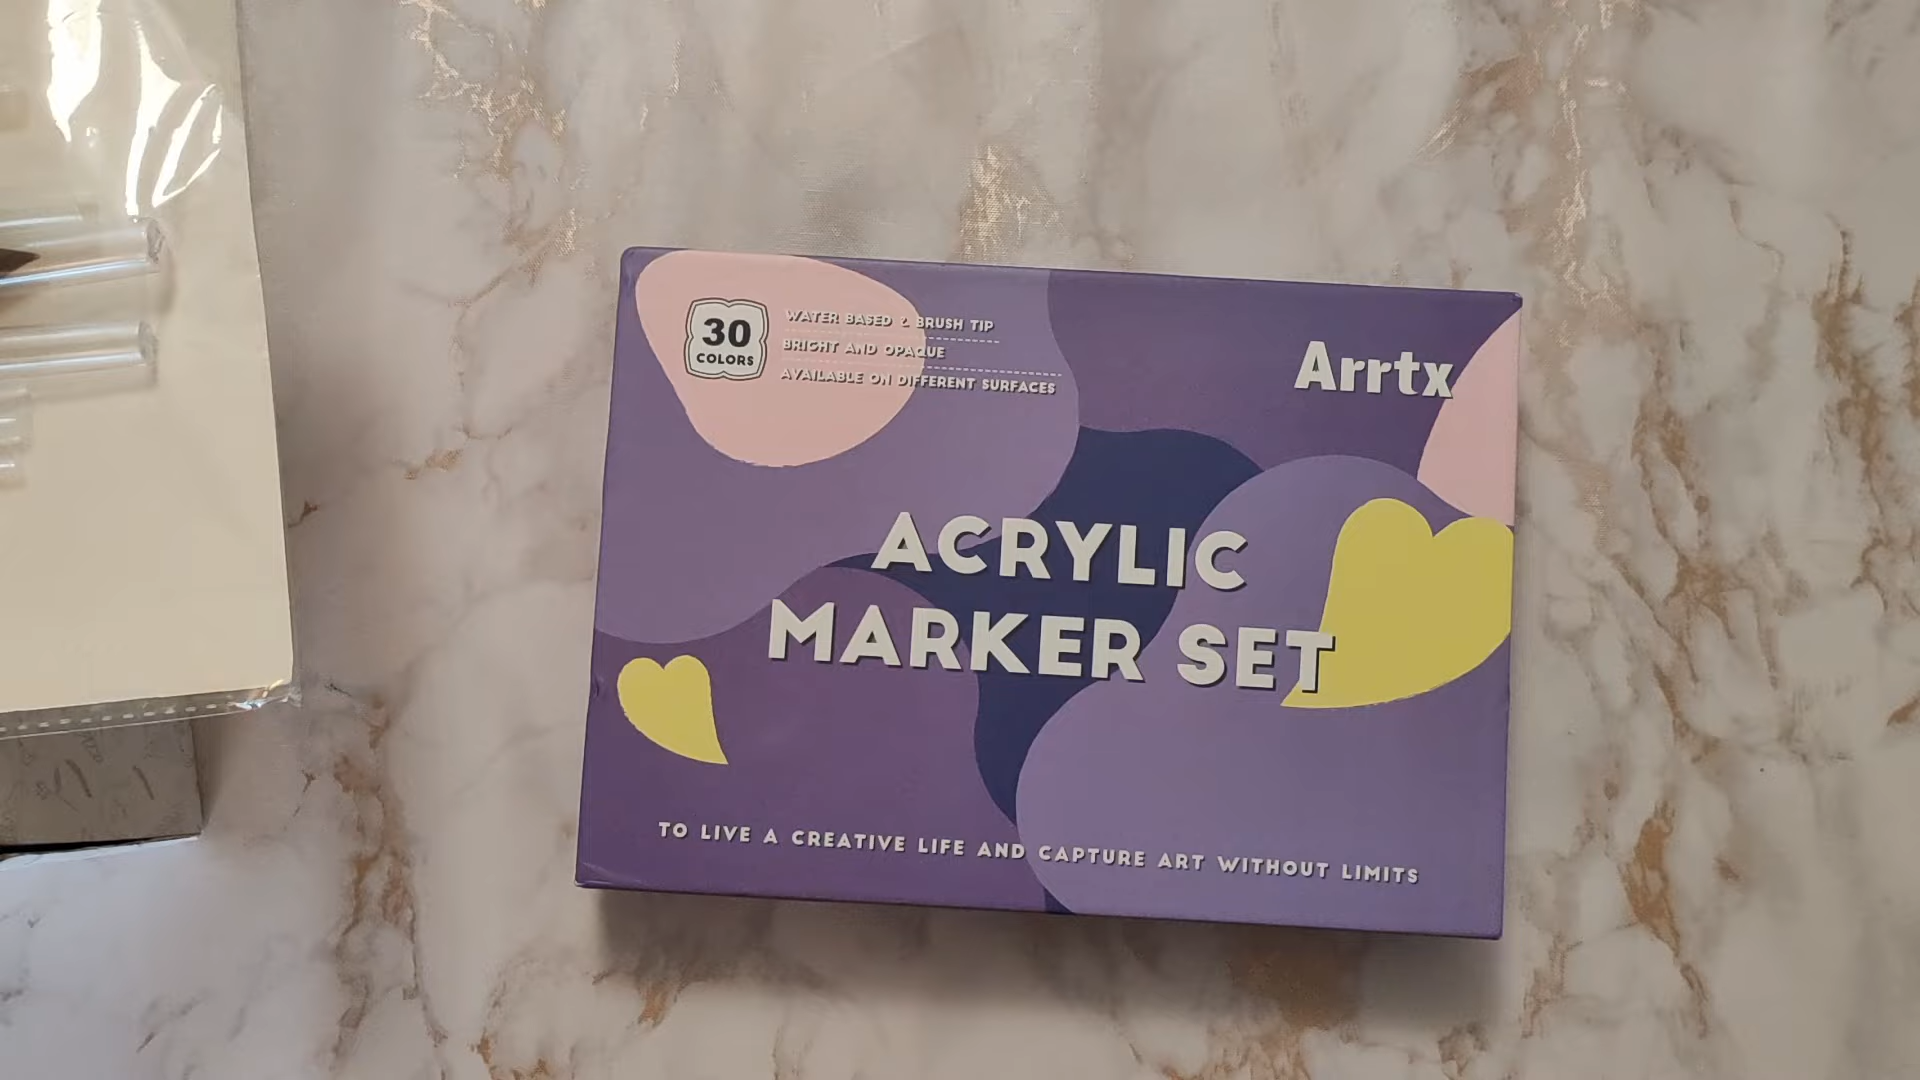 30
COLORS
WATER BASED & BRUSH TIP
BRIGHT AND OPAQUE
AVAILABLE ON DIFFERENT SURFACES
Arrtx
ACRYLIC
MARKER SET
TO LIVE A CREATIVE LIFE AND CAPTURE ART WITHOUT LIMITS